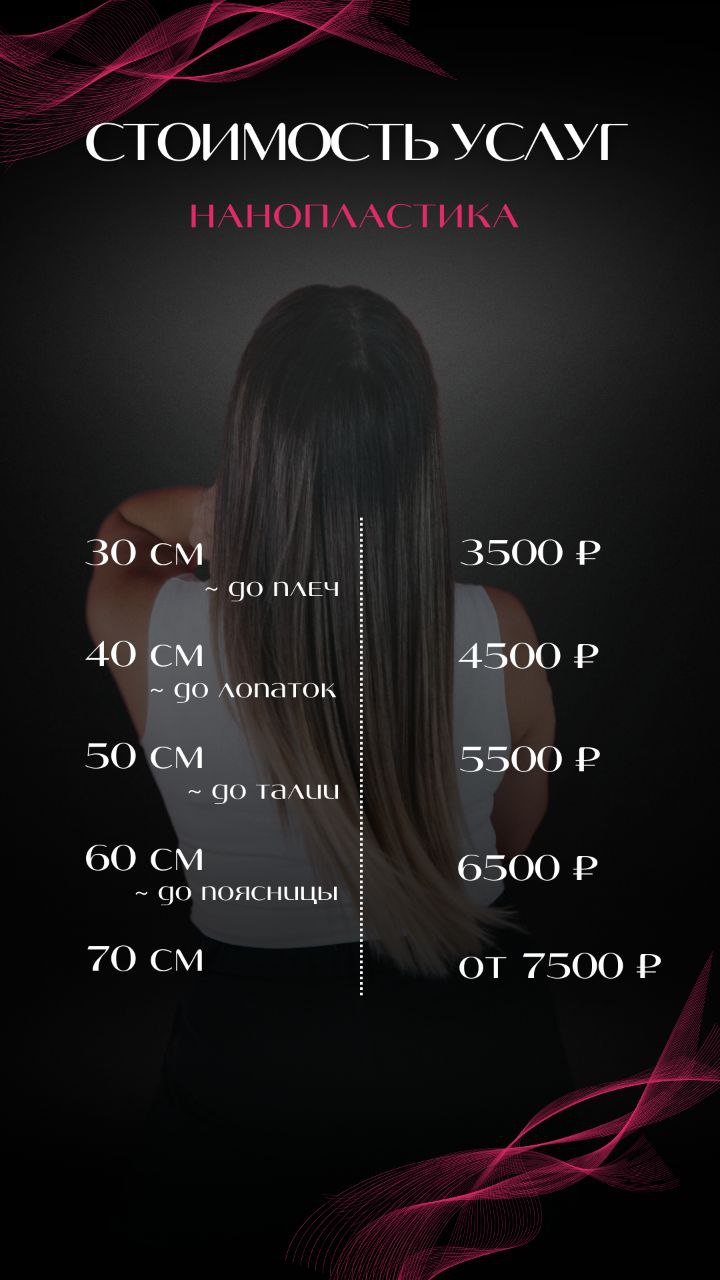 СТОИМОСТЬ УСЛУГ
НАНОПЛАСТИКА
30 см 3500 ₽
~ до плеч
40 см 4500 ₽
~ до лопаток
50 см 5500 ₽
~ до талии
60 см 6500 ₽
~ до поясницы
70 см от 7500 ₽